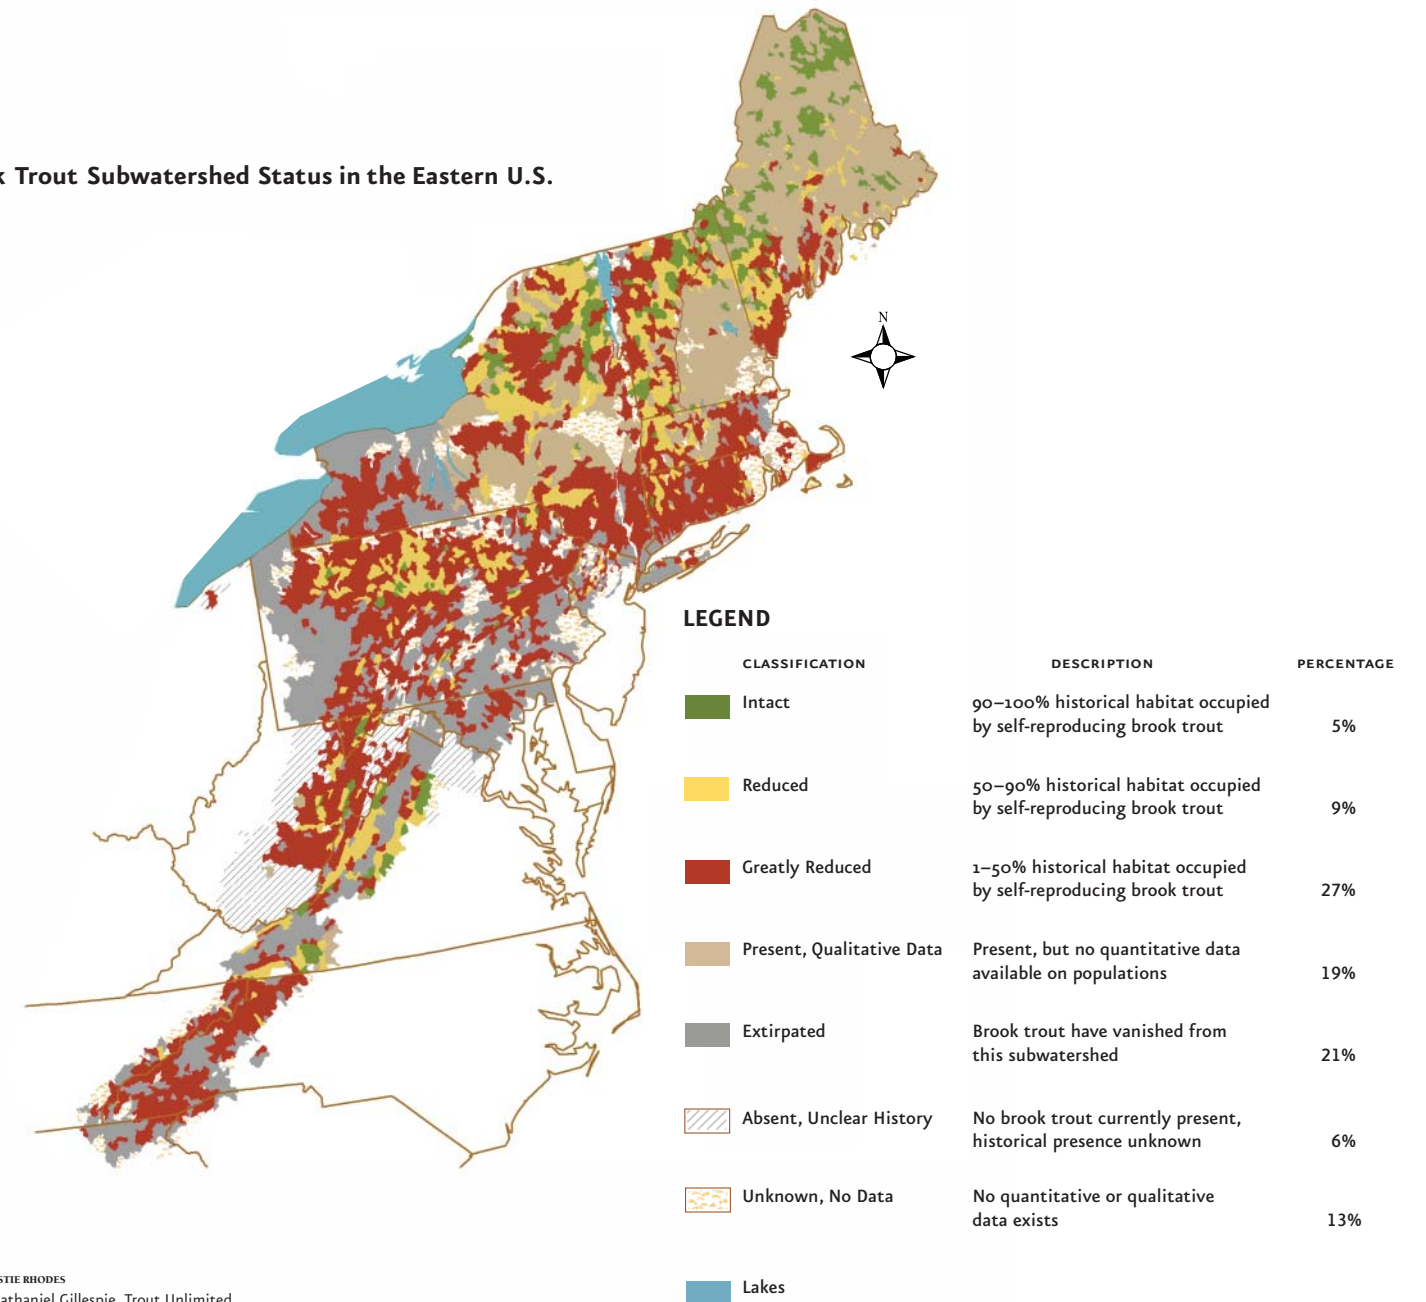 k Trout Subwatershed Status in the Eastern U.S.
N
LEGEND
CLASSIFICATION DESCRIPTION PERCENTAGE
Intact 90–100% historical habitat occupied
by self-reproducing brook trout 5%
Reduced 50–90% historical habitat occupied
by self-reproducing brook trout 9%
Greatly Reduced 1–50% historical habitat occupied
by self-reproducing brook trout 27%
Present, Qualitative Data Present, but no quantitative data
available on populations 19%
Extirpated Brook trout have vanished from
this subwatershed 21%
Absent, Unclear History No brook trout currently present,
historical presence unknown 6%
Unknown, No Data No quantitative or qualitative
data exists 13%
Lakes
STIE RHODES
athaniel Gillespie, Trout Unlimited